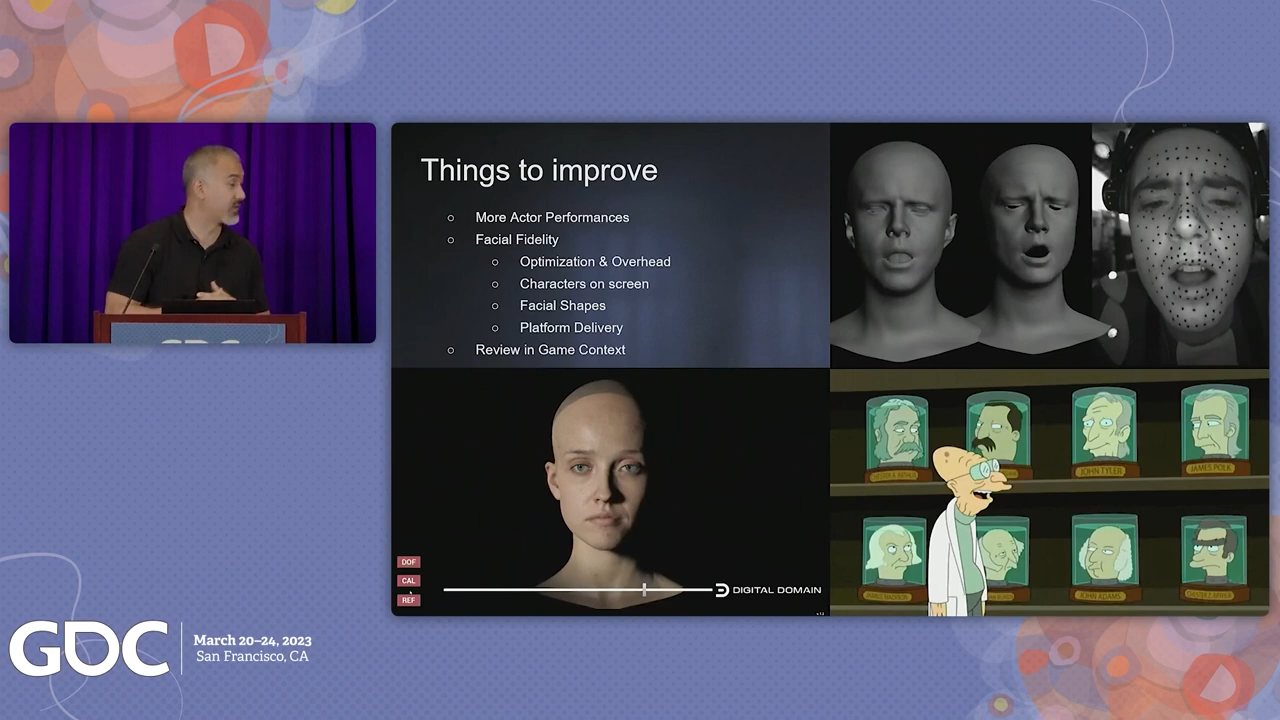 Things to improve
○ More Actor Performances
○ Facial Fidelity
○ Optimization & Overhead
○ Characters on screen
○ Facial Shapes
○ Platform Delivery
○ Review in Game Context
JOHN TYLER
JAMES POLK
JOHN ADAMS
DOF
CAL
REF
DIGITAL DOMAIN
GDC
GDC
March 20–24, 2023
San Francisco, CA